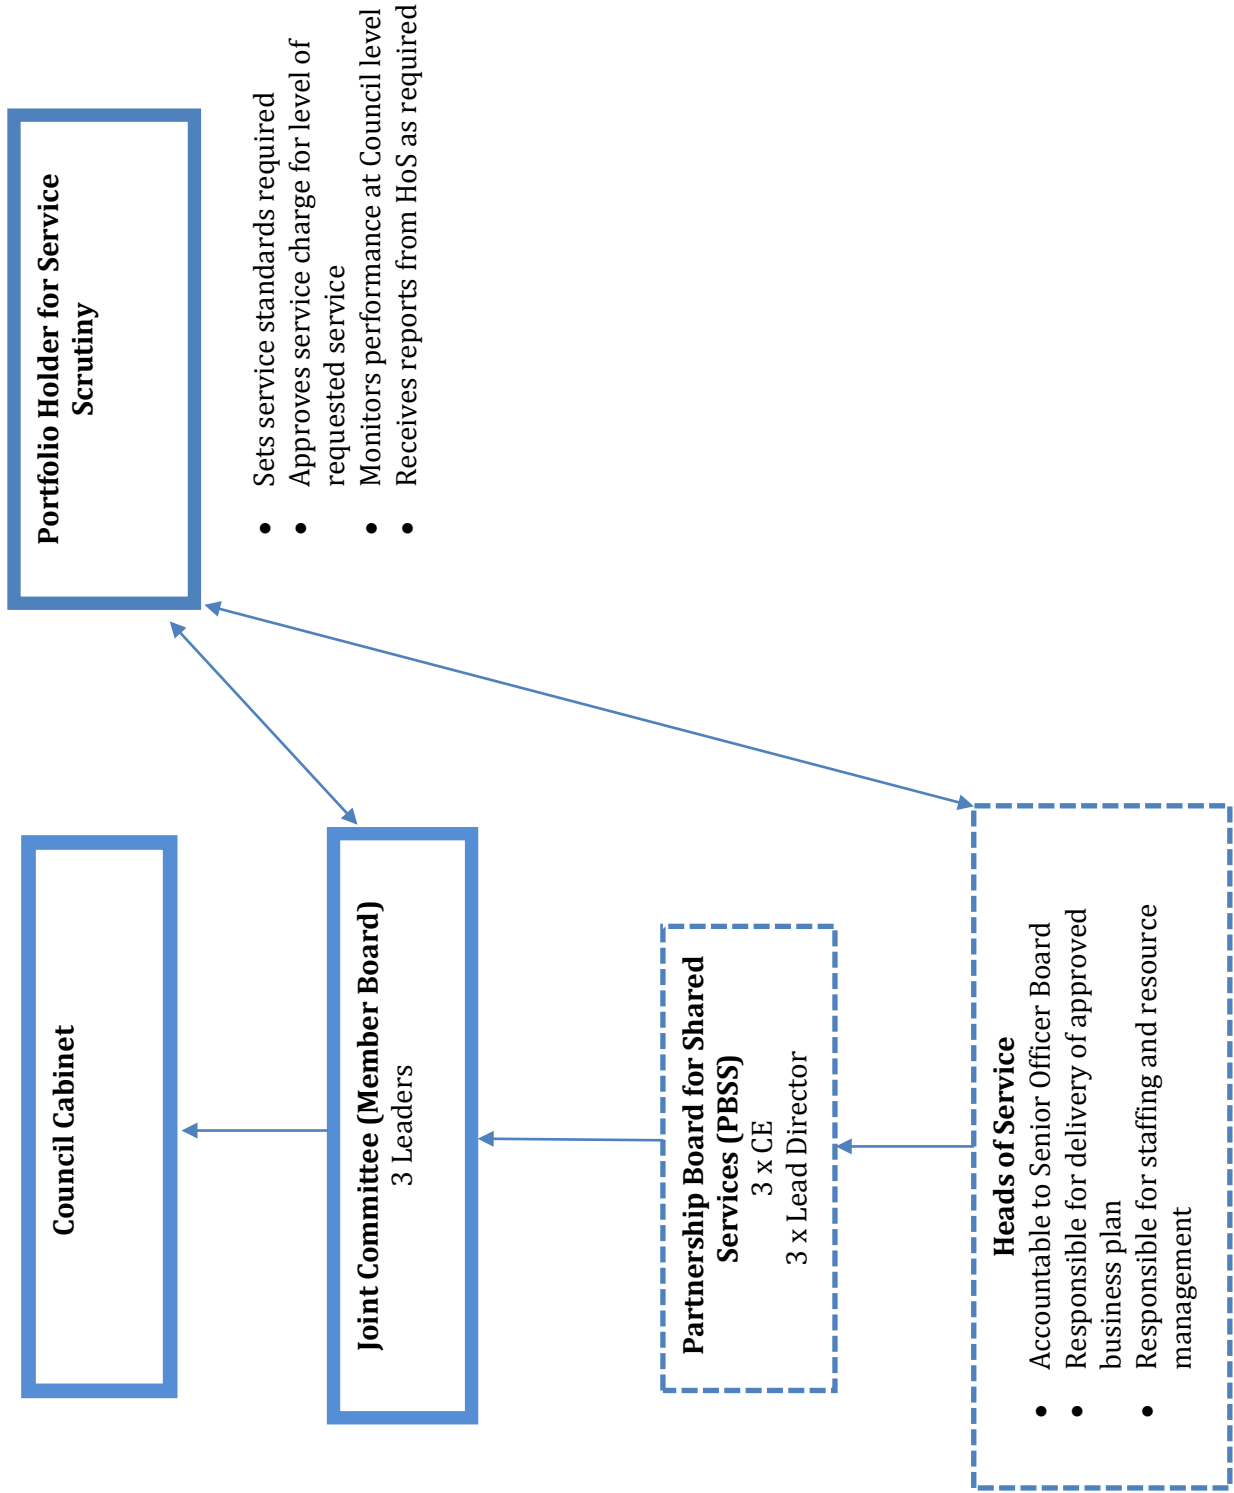 Council Cabinet
Portfolio Holder for Service
Scrutiny
• Sets service standards required
• Approves service charge for level of
requested service
• Monitors performance at Council level
• Receives reports from HoS as required
Joint Committee (Member Board)
3 Leaders
Partnership Board for Shared
Services (PBSS)
3 x CE
3 x Lead Director
Heads of Service
• Accountable to Senior Officer Board
• Responsible for delivery of approved
business plan
• Responsible for staffing and resource
management